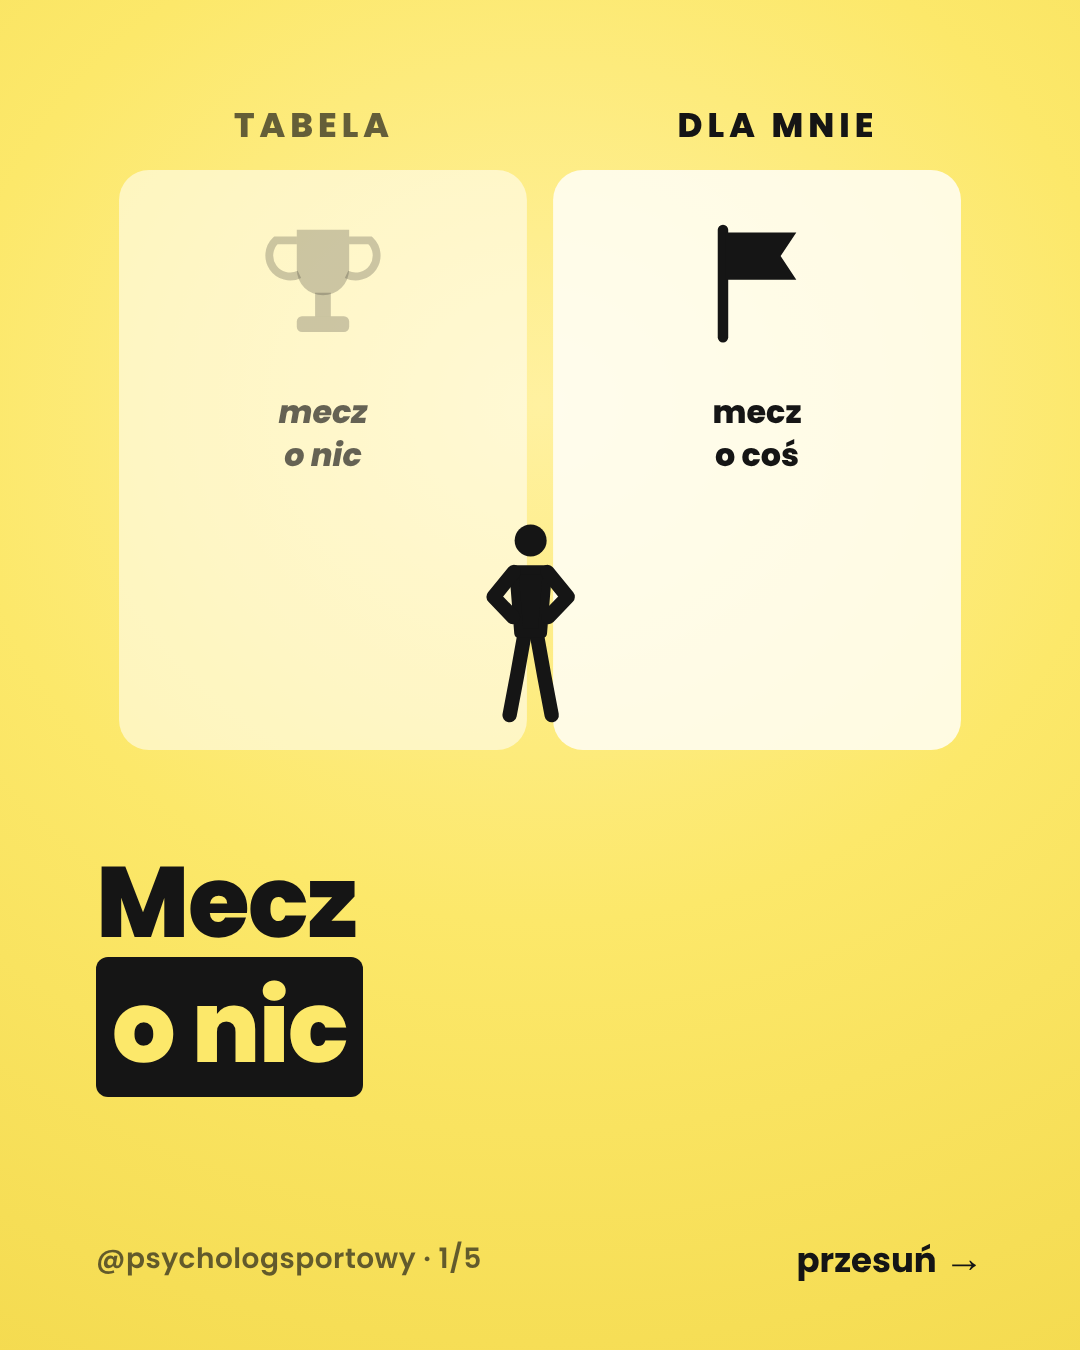 TABELA
DLA MNIE
mecz
o nic
mecz
o coś
Mecz
o nic
@psychologsportowy · 1/5
przesuń →